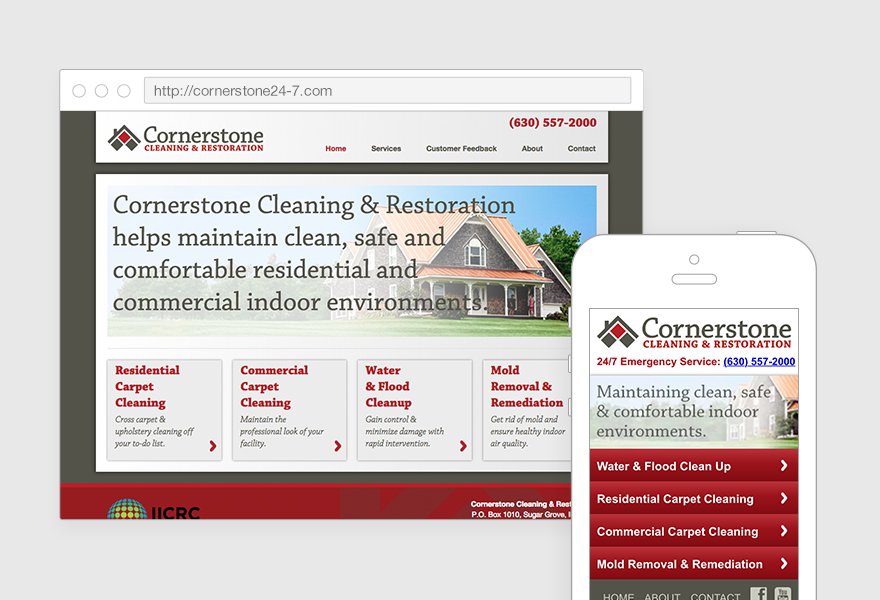 http://cornerstone24-7.com
Cornerstone
CLEANING & RESTORATION
(630) 557-2000
Home Services Customer Feedback About Contact
Cornerstone Cleaning & Restoration
helps maintain clean, safe and
comfortable residential and
commercial indoor environments.
Residential
Carpet
Cleaning
Cross carpet &
upholstery cleaning off
your to-do list.
Commercial
Carpet
Cleaning
Maintain the
professional look of your
facility.
Water
& Flood
Cleanup
Gain control &
minimize damage with
rapid intervention.
Mold
Removal &
Remediation
Get rid of mold and
ensure healthy indoor
air quality.
IICRC
Cornerstone Cleaning & Rest
P.O. Box 1010, Sugar Grove, I
Cornerstone
CLEANING & RESTORATION
24/7 Emergency Service: (630) 557-2000
Maintaining clean, safe
& comfortable indoor
environments.
Water & Flood Clean Up
Residential Carpet Cleaning
Commercial Carpet Cleaning
Mold Removal & Remediation
HOME ABOUT CONTACT f You